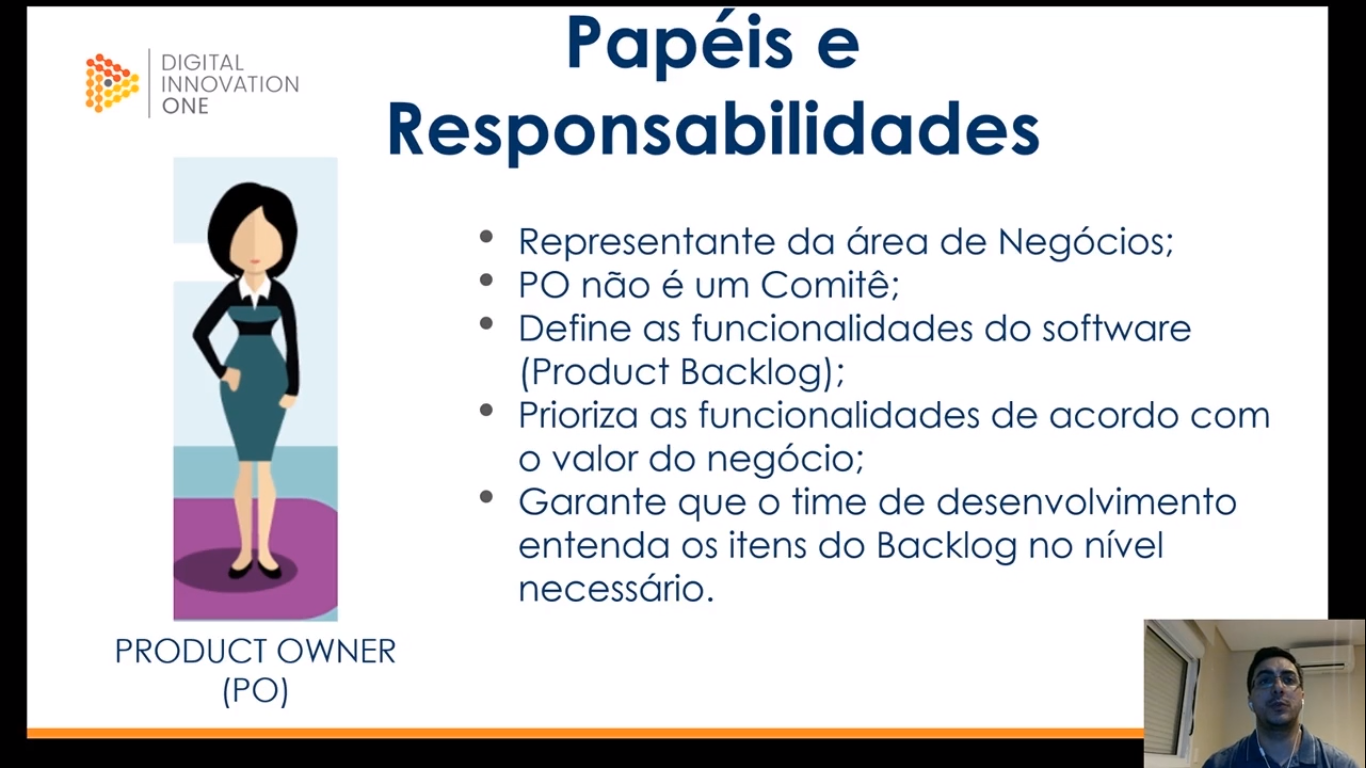 DIGITAL
INNOVATION
ONE
Papéis e
Responsabilidades
Representante da área de Negócios;
PO não é um Comitê;
Define as funcionalidades do software
(Product Backlog);
Prioriza as funcionalidades de acordo com
o valor do negócio;
Garante que o time de desenvolvimento
entenda os itens do Backlog no nível
necessário.
PRODUCT OWNER
(PO)